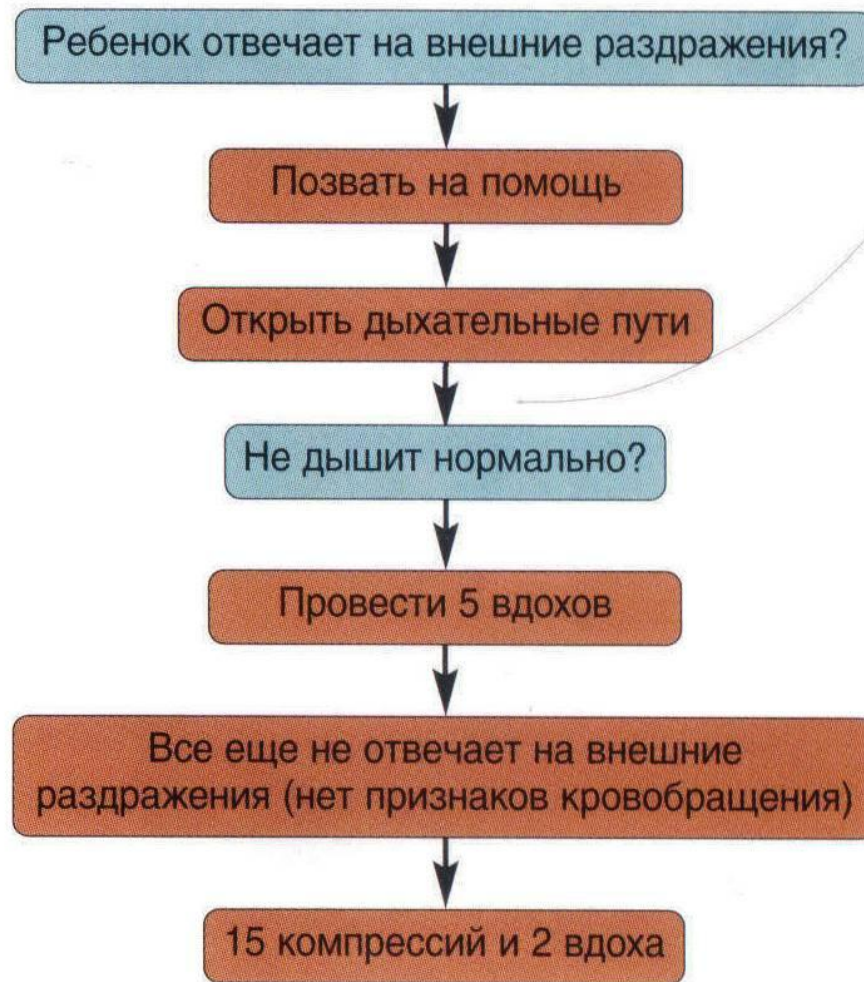 Ребенок отвечает на внешние раздражения?
Позвать на помощь
Открыть дыхательные пути
Не дышит нормально?
Провести 5 вдохов
Все еще не отвечает на внешние
раздражения (нет признаков кровобращения)
15 компрессий и 2 вдоха